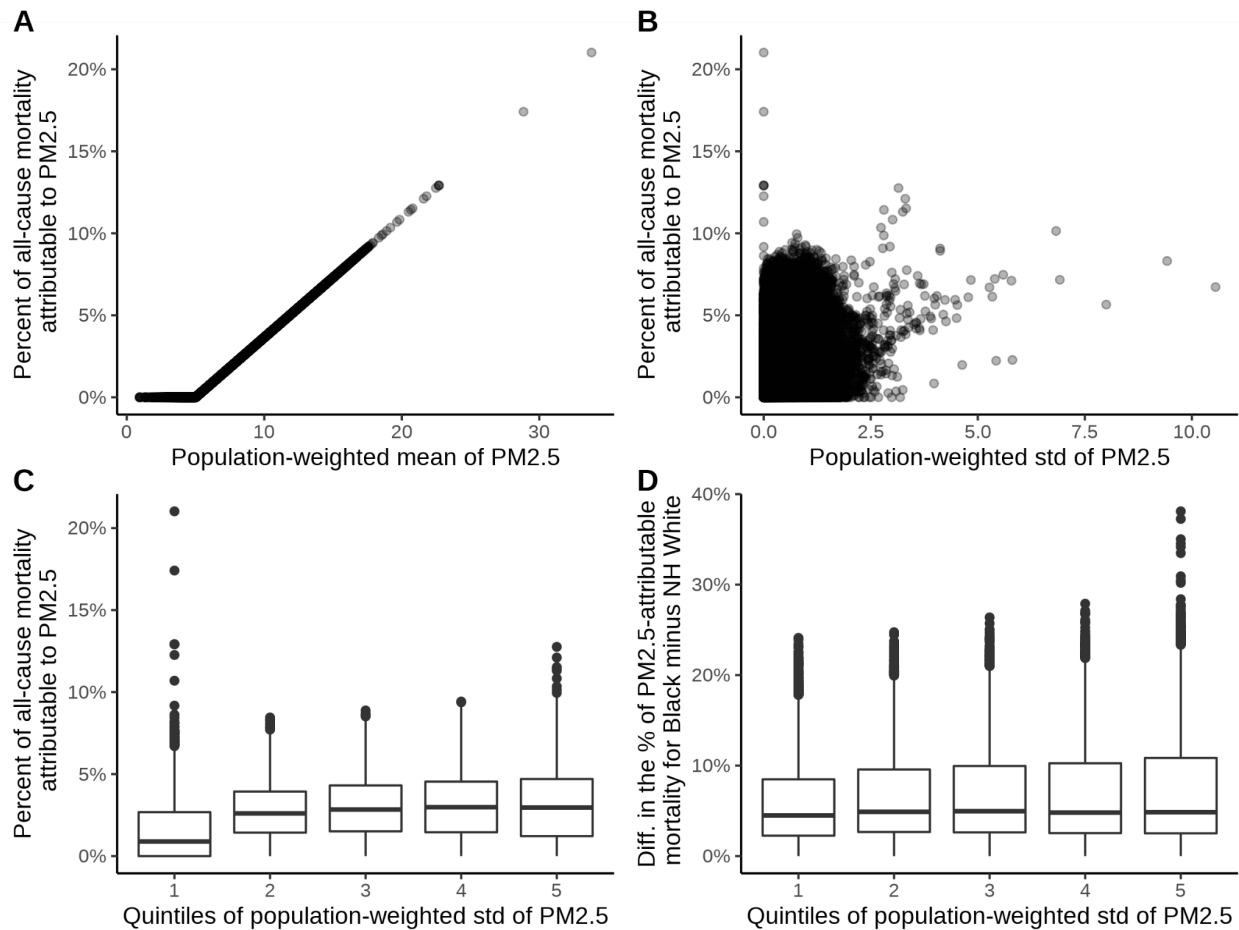 A
Percent of all-cause mortality
attributable to PM2.5
20%
15%
10%
5%
0%
0
10
20
30
Population-weighted mean of PM2.5
B
Percent of all-cause mortality
attributable to PM2.5
20%
15%
10%
5%
0%
0.0
2.5
5.0
7.5
10.0
Population-weighted std of PM2.5
C
Percent of all-cause mortality
attributable to PM2.5
20%
15%
10%
5%
0%
1
2
3
4
5
Quintiles of population-weighted std of PM2.5
D
Diff. in the % of PM2.5-attributable
mortality for Black minus NH White
40%
30%
20%
10%
0%
1
2
3
4
5
Quintiles of population-weighted std of PM2.5